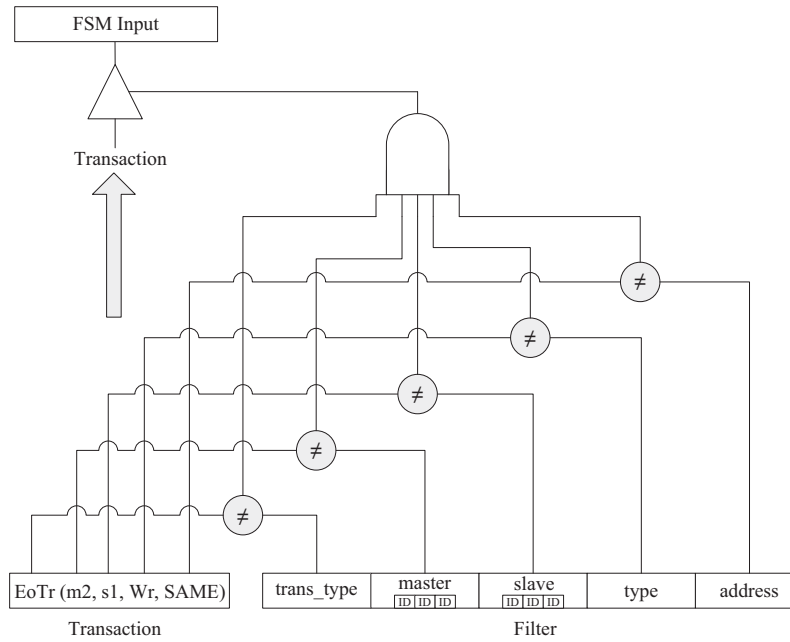 FSM Input
Transaction
≠
≠
≠
≠
≠
EoTr (m2, s1, Wr, SAME)
trans_type master slave type address
ID ID ID ID ID ID
Transaction Filter